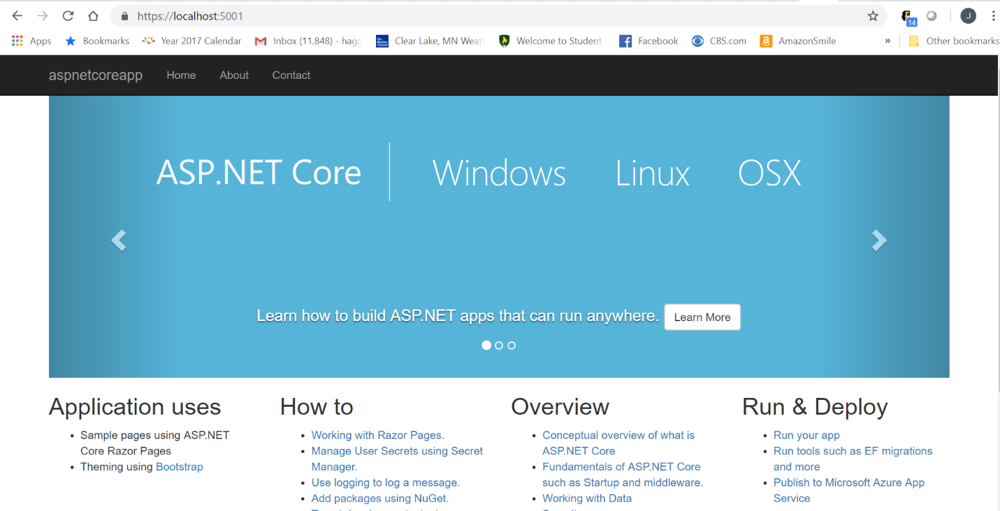 https://localhost:5001
14
J
Apps Bookmarks Year 2017 Calendar Inbox (11,848) - hagg Clear Lake, MN Weat Welcome to Student Facebook CBS.com AmazonSmile » Other bookmarks
aspnetcoreapp Home About Contact
ASP.NET Core Windows Linux OSX
Learn how to build ASP.NET apps that can run anywhere. Learn More
Application uses
Sample pages using ASP.NET
Core Razor Pages
Theming using Bootstrap
How to
Working with Razor Pages.
Manage User Secrets using Secret
Manager.
Use logging to log a message.
Add packages using NuGet.
Overview
Conceptual overview of what is
ASP.NET Core
Fundamentals of ASP.NET Core
such as Startup and middleware.
Working with Data
Run & Deploy
Run your app
Run tools such as EF migrations
and more
Publish to Microsoft Azure App
Service